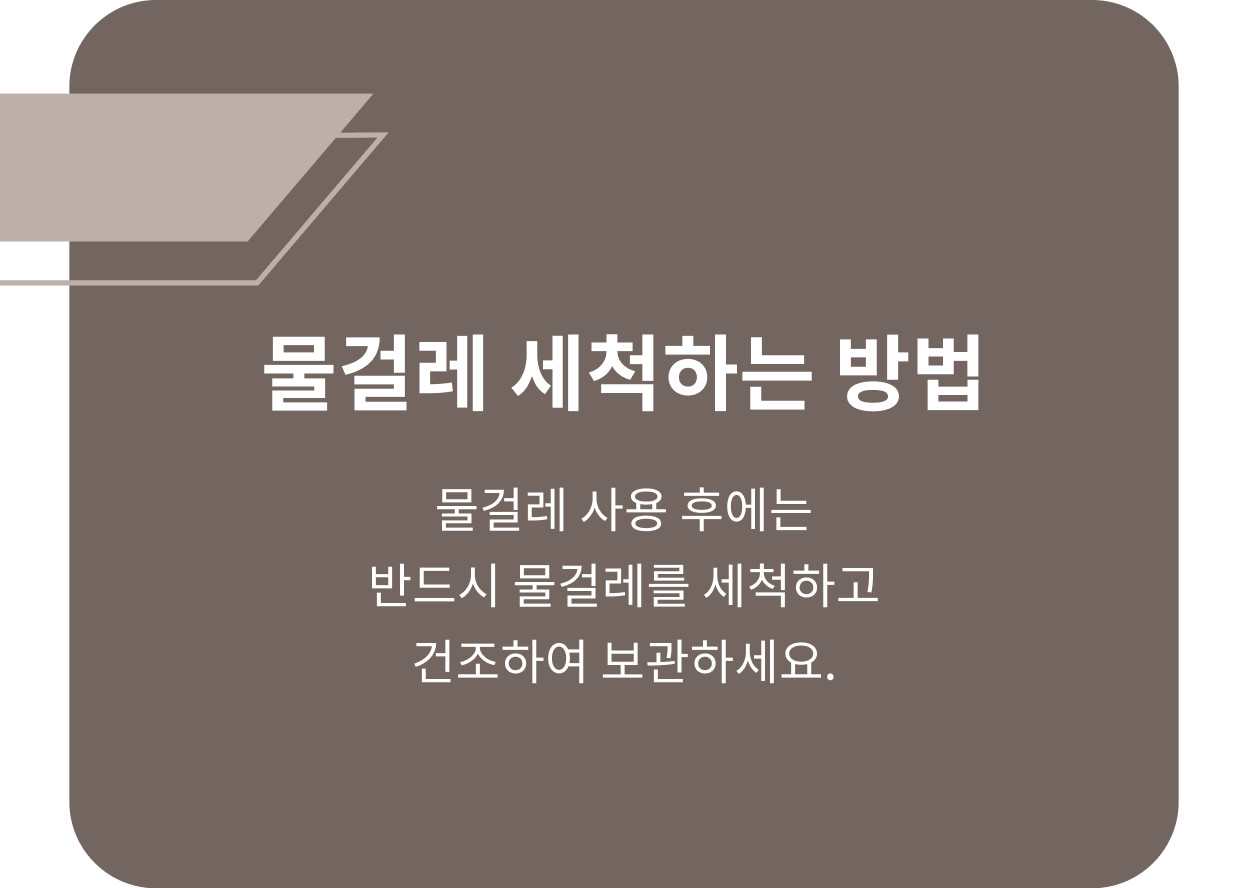 물걸레 세척하는 방법
물걸레 사용 후에는
반드시 물걸레를 세척하고
건조하여 보관하세요.